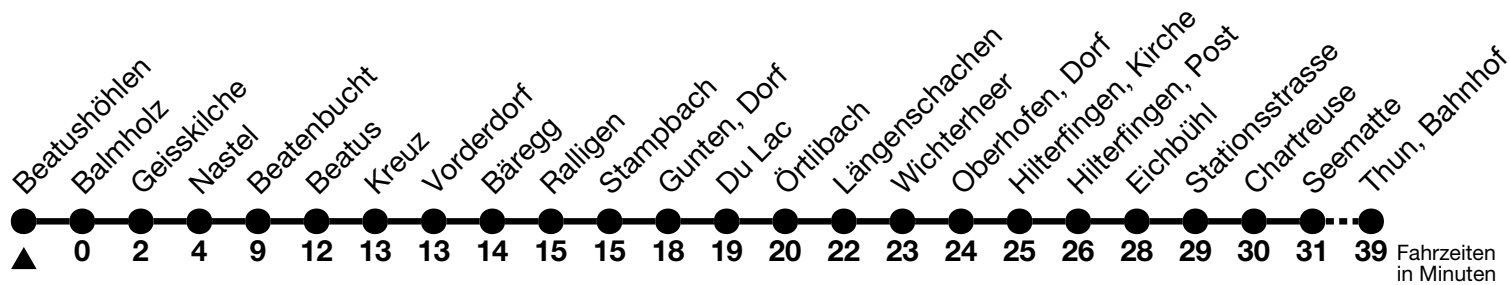 Beatushöhlen
Balmholz
Geisskilche
Nastel
Beatenbucht
Beatus
Kreuz
Vorderdorf
Bäregg
Ralligen
Stampbach
Gunten, Dorf
Du Lac
Örtlibach
Längenschachen
Wichterheer
Oberhofen, Dorf
Hilterfingen, Kirche
Hilterfingen, Post
Eichbühl
Stationsstrasse
Chartreuse
Seematte
Thun, Bahnhof
0 2 4 9 12 13 13 14 15 15 18 19 20 22 23 24 25 26 28 29 30 31 39
Fahrzeiten
in Minuten